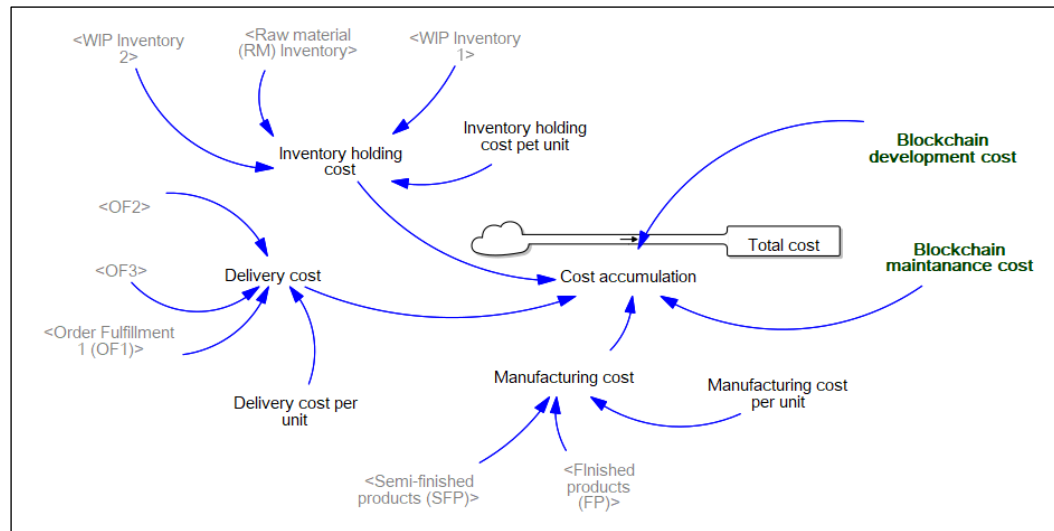 <WIP Inventory
2>
<Raw material
(RM) Inventory>
<WIP Inventory
1>
Inventory holding
cost pet unit
Blockchain
development cost
Inventory holding
cost
<OF2>
Total cost
Blockchain
maintanance cost
<OF3>
Delivery cost
Cost accumulation
<Order Fulfillment
1 (OF1)>
Manufacturing cost
Manufacturing cost
per unit
Delivery cost per
unit
<Semi-finished
products (SFP)>
<FInished
products
(FP)>